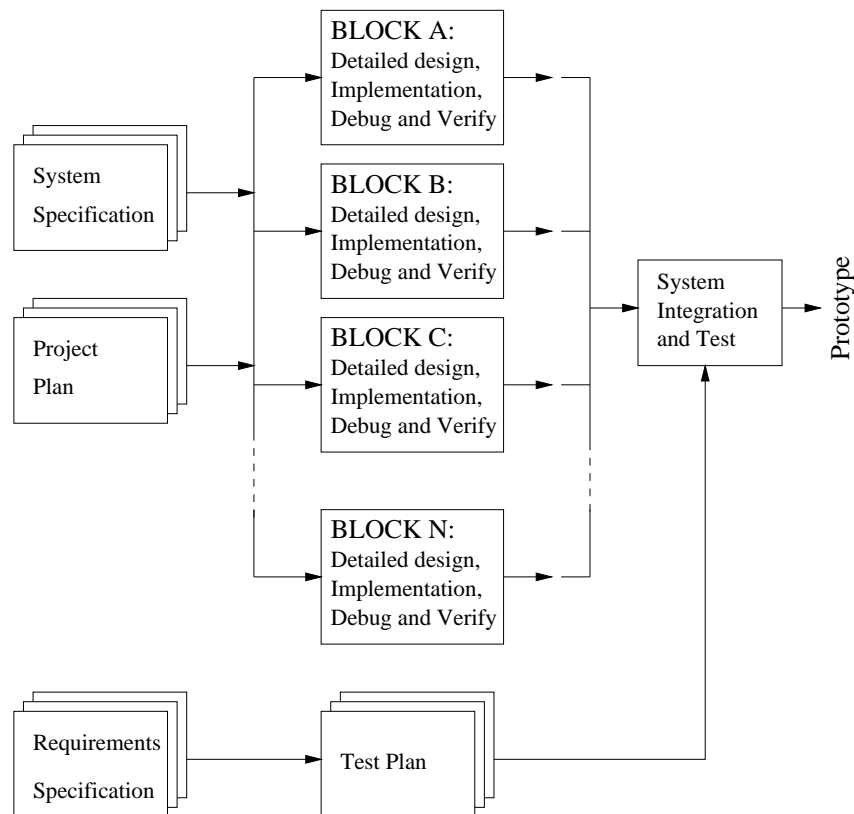 BLOCK A:
Detailed design,
Implementation,
Debug and Verify
System
Specification
BLOCK B:
Detailed design,
Implementation,
Debug and Verify
System
Integration
and Test
Prototype
Project
Plan
BLOCK C:
Detailed design,
Implementation,
Debug and Verify
BLOCK N:
Detailed design,
Implementation,
Debug and Verify
Requirements
Specification
Test Plan